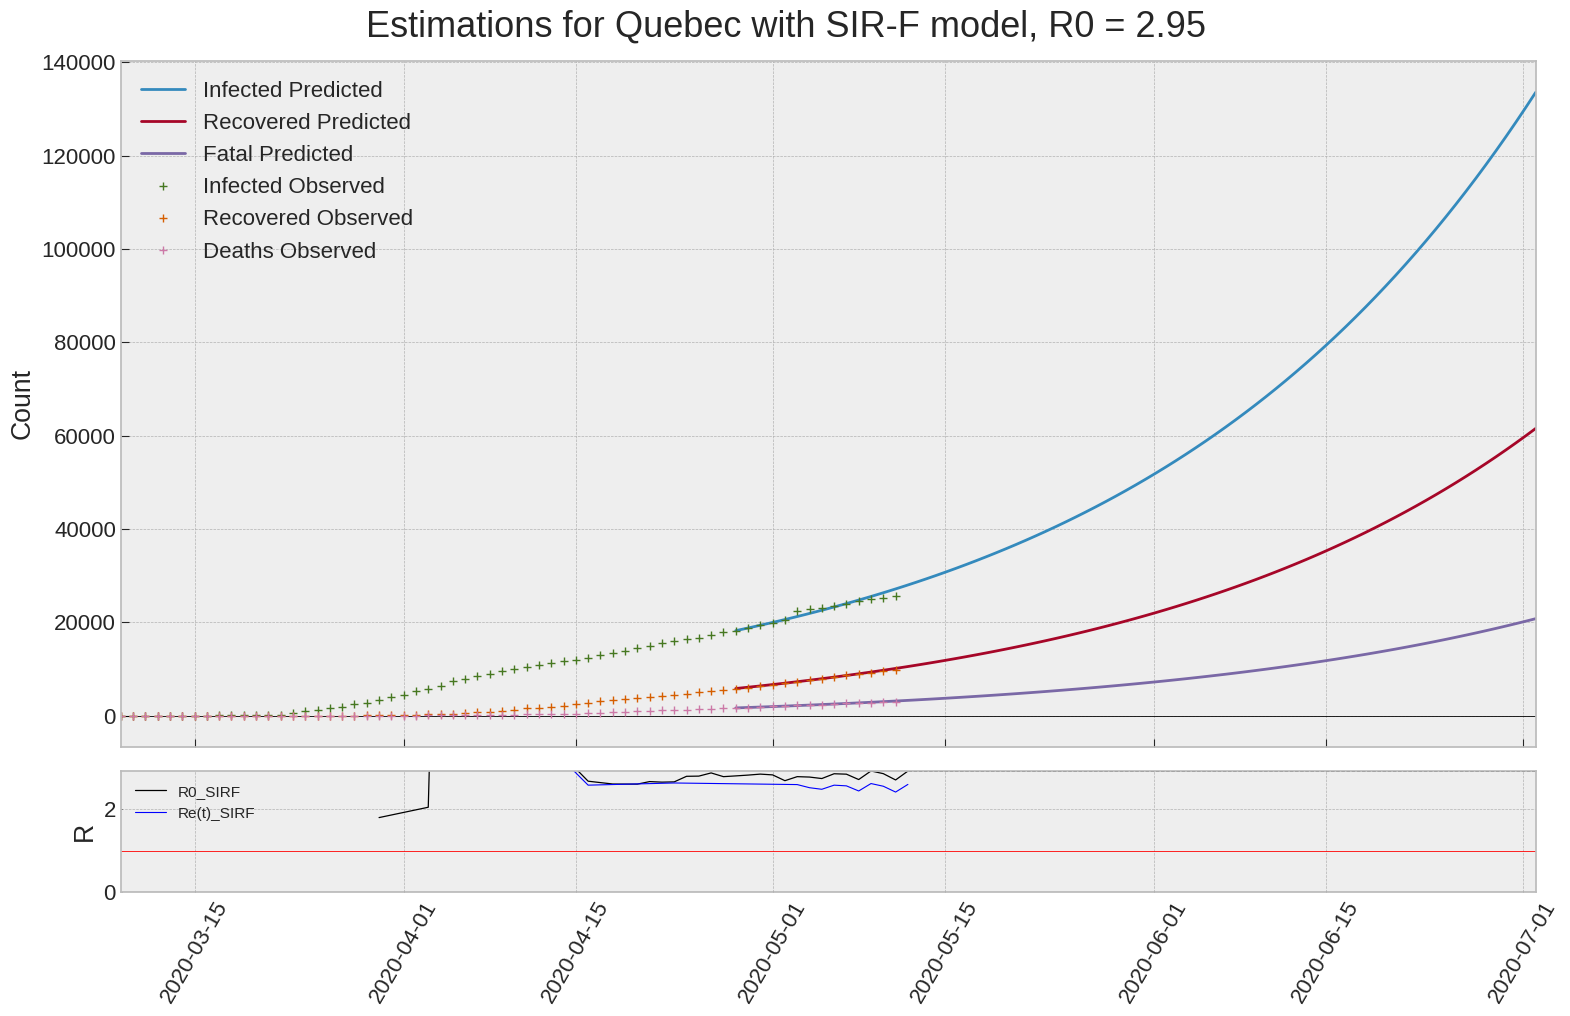 Estimations for Quebec with SIR-F model, R0 = 2.95
140000
120000
100000
80000
60000
40000
20000
0
Count
Infected Predicted
Recovered Predicted
Fatal Predicted
Infected Observed
Recovered Observed
Deaths Observed
R0_SIRF
Re(t)_SIRF
2
0
R
2020-03-15
2020-04-01
2020-04-15
2020-05-01
2020-05-15
2020-06-01
2020-06-15
2020-07-01